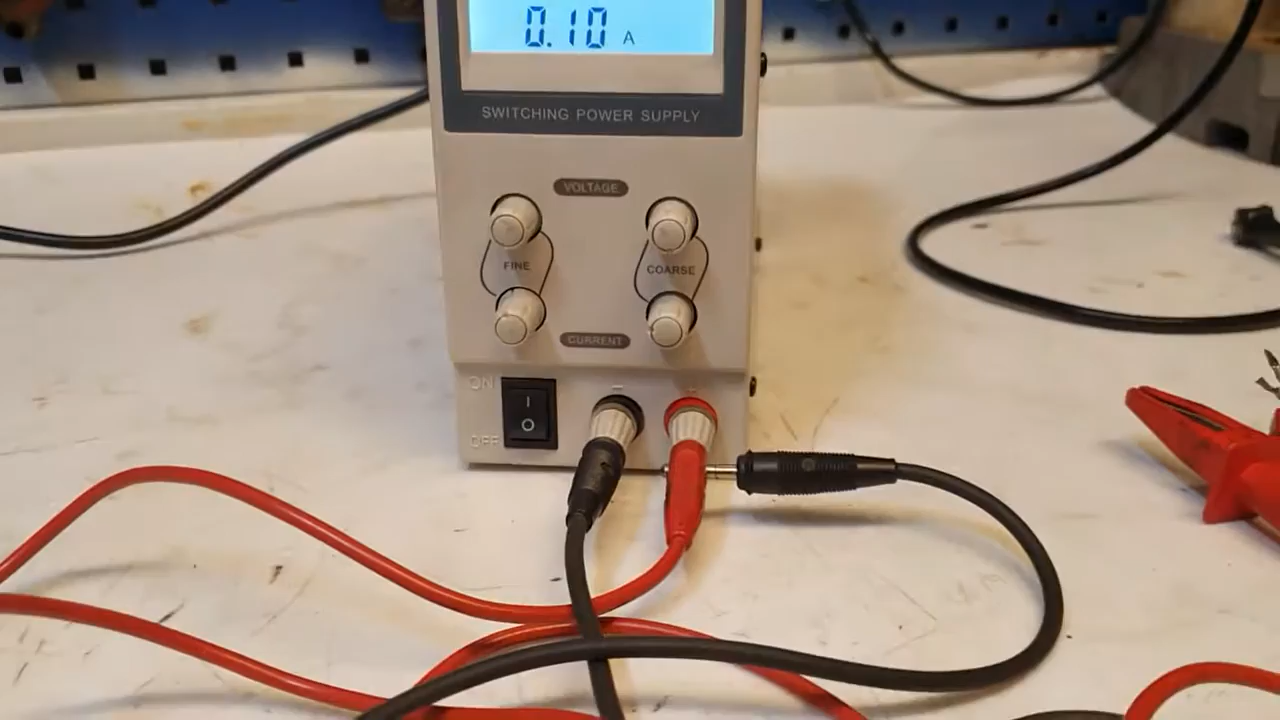 0.10 A
SWITCHING POWER SUPPLY
VOLTAGE
FINE
COARSE
CURRENT
ON
I
O
OFF